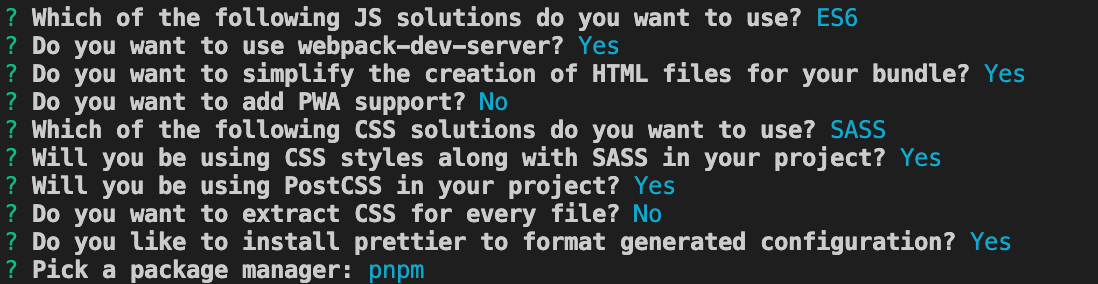 ? Which of the following JS solutions do you want to use? ES6
? Do you want to use webpack-dev-server? Yes
? Do you want to simplify the creation of HTML files for your bundle? Yes
? Do you want to add PWA support? No
? Which of the following CSS solutions do you want to use? SASS
? Will you be using CSS styles along with SASS in your project? Yes
? Will you be using PostCSS in your project? Yes
? Do you want to extract CSS for every file? No
? Do you like to install prettier to format generated configuration? Yes
? Pick a package manager: pnpm